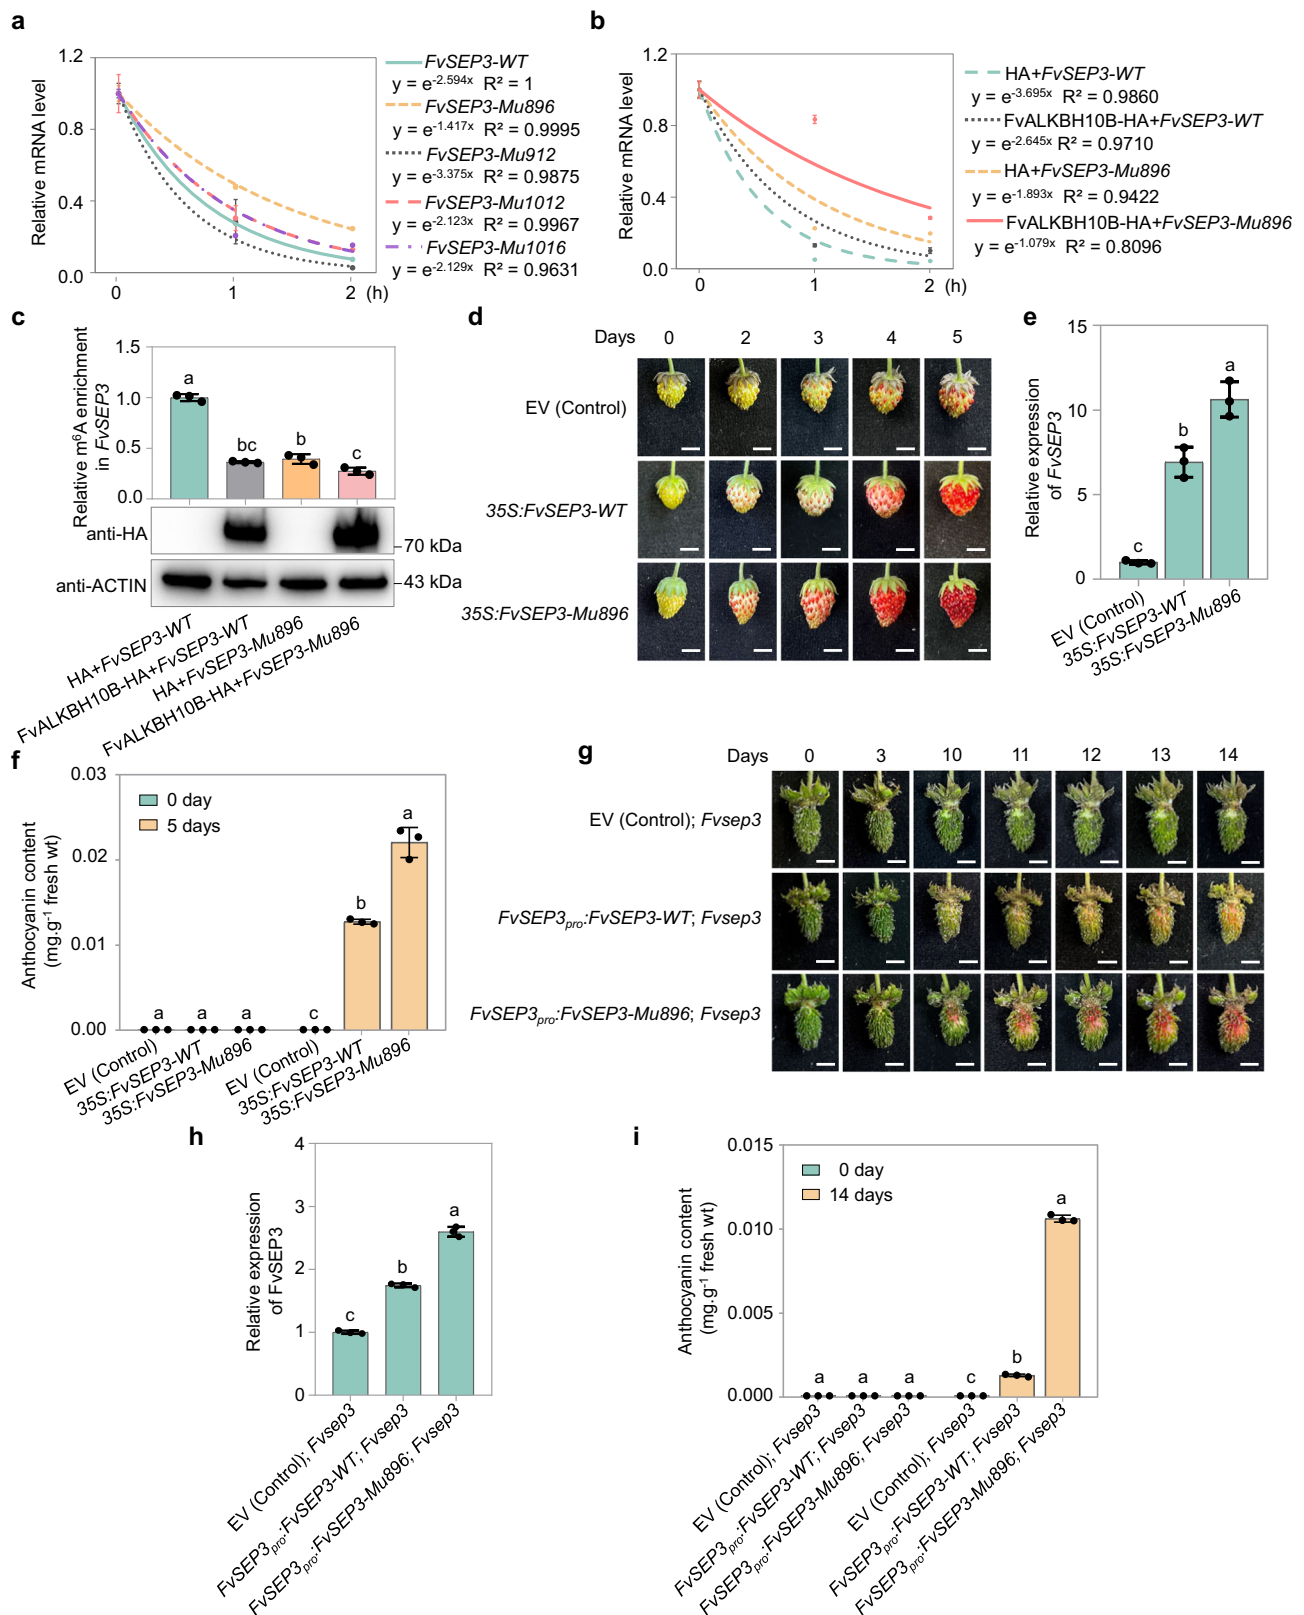 a
1.2
0.8
0.4
0.0
Relative mRNA level
0 1 2 (h)
FvSEP3-WT
y = e-2.594x R² = 1
FvSEP3-Mu896
y = e-1.417x R² = 0.9995
FvSEP3-Mu912
y = e-3.375x R² = 0.9875
FvSEP3-Mu1012
y = e-2.123x R² = 0.9967
FvSEP3-Mu1016
y = e-2.129x R² = 0.9631
b
1.2
0.8
0.4
0.0
Relative mRNA level
0 1 2 (h)
HA+FvSEP3-WT
y = e-3.695x R² = 0.9860
FvALKBH10B-HA+FvSEP3-WT
y = e-2.645x R² = 0.9710
HA+FvSEP3-Mu896
y = e-1.893x R² = 0.9422
FvALKBH10B-HA+FvSEP3-Mu896
y = e-1.079x R² = 0.8096
c
1.5
1.0
0.5
0.0
Relative m6A enrichment
in FvSEP3
a
bc
b
c
anti-HA
70 kDa
anti-ACTIN
43 kDa
HA+FvSEP3-WT
FvALKBH10B-HA+FvSEP3-WT
HA+FvSEP3-Mu896
FvALKBH10B-HA+FvSEP3-Mu896
d
Days 0 2 3 4 5
EV (Control)
35S:FvSEP3-WT
35S:FvSEP3-Mu896
e
15
10
5
0
Relative expression
of FvSEP3
c
b
a
EV (Control)
35S:FvSEP3-WT
35S:FvSEP3-Mu896
f
0.03
0.02
0.01
0.00
Anthocyanin content
(mg.g-1 fresh wt)
0 day
5 days
a a a c b a
EV (Control)
35S:FvSEP3-WT
35S:FvSEP3-Mu896
EV (Control)
35S:FvSEP3-WT
35S:FvSEP3-Mu896
g
Days 0 3 10 11 12 13 14
EV (Control); Fvsep3
FvSEP3pro:FvSEP3-WT; Fvsep3
FvSEP3pro:FvSEP3-Mu896; Fvsep3
h
4
3
2
1
0
Relative expression
of FvSEP3
c
b
a
EV (Control); Fvsep3
FvSEP3pro:FvSEP3-WT; Fvsep3
FvSEP3pro:FvSEP3-Mu896; Fvsep3
i
0.015
0.010
0.005
0.000
Anthocyanin content
(mg.g-1 fresh wt)
0 day
14 days
a a a c b a
EV (Control); Fvsep3
FvSEP3pro:FvSEP3-WT; Fvsep3
FvSEP3pro:FvSEP3-Mu896; Fvsep3
EV (Control); Fvsep3
FvSEP3pro:FvSEP3-WT; Fvsep3
FvSEP3pro:FvSEP3-Mu896; Fvsep3